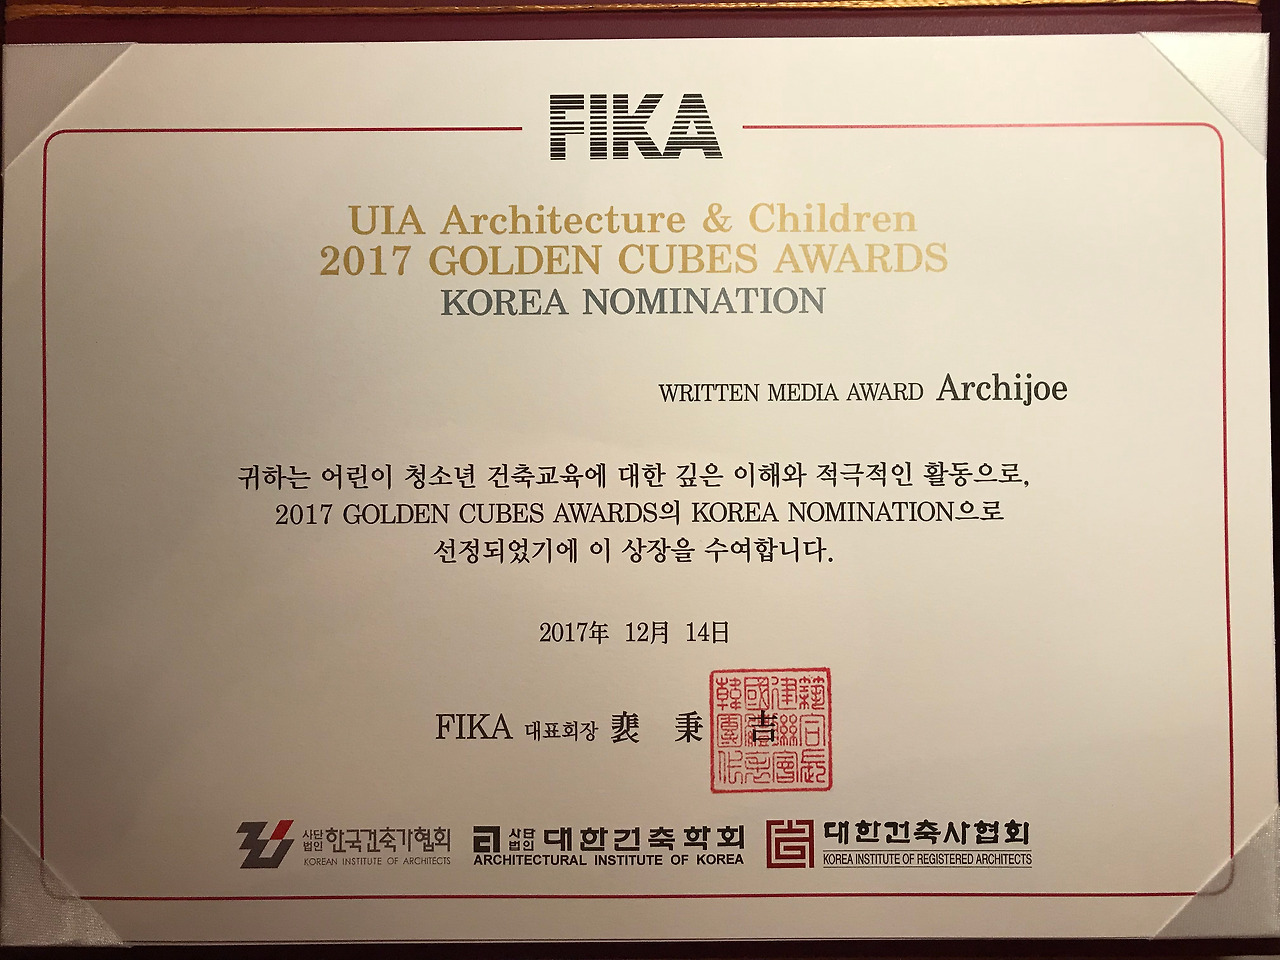 FIKA
UIA Architecture & Children
2017 GOLDEN CUBES AWARDS
KOREA NOMINATION
WRITTEN MEDIA AWARD Archijoe
귀하는 어린이 청소년 건축교육에 대한 깊은 이해와 적극적인 활동으로,
2017 GOLDEN CUBES AWARDS의 KOREA NOMINATION으로
선정되었기에 이 상장을 수여합니다.
2017年 12月 14日
FIKA 대표회장 裵 秉 吉
사단법인 한국건축가협회
KOREAN INSTITUTE OF ARCHITECTS
사단법인 대한건축학회
ARCHITECTURAL INSTITUTE OF KOREA
대한건축사협회
KOREA INSTITUTE OF REGISTERED ARCHITECTS